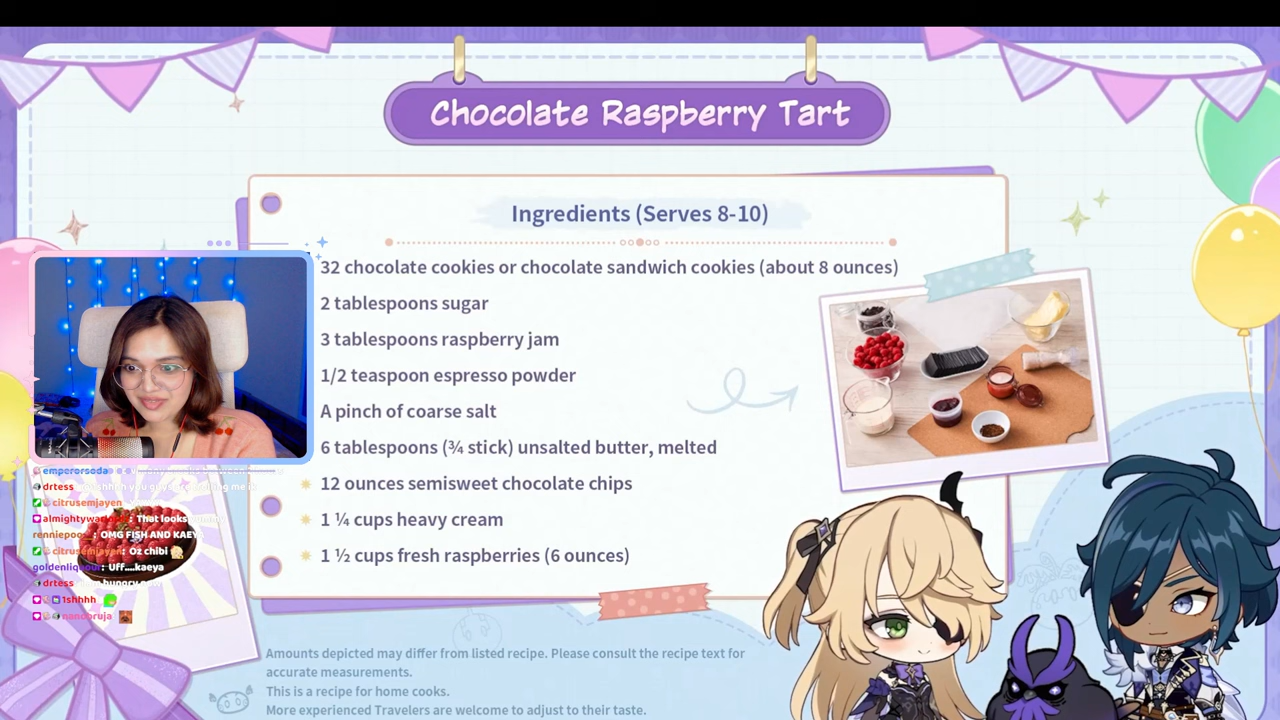 Chocolate Raspberry Tart
Ingredients (Serves 8-10)
32 chocolate cookies or chocolate sandwich cookies (about 8 ounces)
2 tablespoons sugar
3 tablespoons raspberry jam
1/2 teaspoon espresso powder
A pinch of coarse salt
6 tablespoons (¾ stick) unsalted butter, melted
12 ounces semisweet chocolate chips
1 ¼ cups heavy cream
1 ½ cups fresh raspberries (6 ounces)
emperorsoda
drtess
citrusemjayen
That looks
: OMG FISH AND KAEYA
citrusemjayen: Oz chibi
goldenliquour: Uff....kaeya
drtess
1shhhh
Amounts depicted may differ from listed recipe. Please consult the recipe text for
accurate measurements.
This is a recipe for home cooks.
More experienced Travelers are welcome to adjust to their taste.